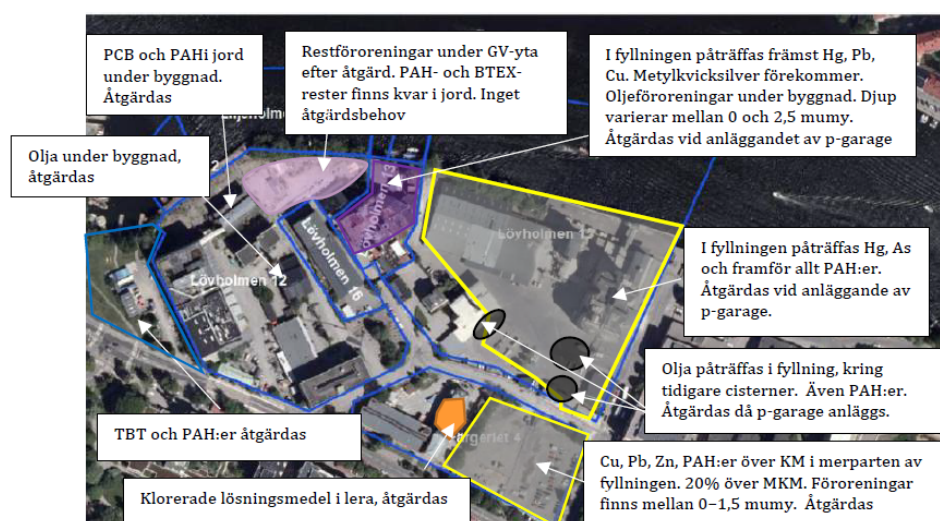 PCB och PAHi jord
under byggnad.
Åtgärdas
Restföroreningar under GV-yta
efter åtgärd. PAH- och BTEX-
rester finns kvar i jord. Inget
åtgärdsbehov
I fyllningen påträffas främst Hg, Pb,
Cu. Metylkvicksilver förekommer.
Oljeföroreningar under byggnad. Djup
varierar mellan 0 och 2,5 mumy.
Åtgärdas vid anläggandet av p-garage
Olja under byggnad,
åtgärdas
Lövholmen 13
Lövholmen 15
Lövholmen 12
Lövholmen 16
I fyllningen påträffas Hg, As
och framför allt PAH:er.
Åtgärdas vid anläggande av
p-garage.
Olja påträffas i fyllning, kring
tidigare cisterner. Även PAH:er.
Åtgärdas då p-garage anläggs.
TBT och PAH:er åtgärdas
Klorerade lösningsmedel i lera, åtgärdas
Cu, Pb, Zn, PAH:er över KM i merparten av
fyllningen. 20% över MKM. Föroreningar
finns mellan 0–1,5 mumy. Åtgärdas